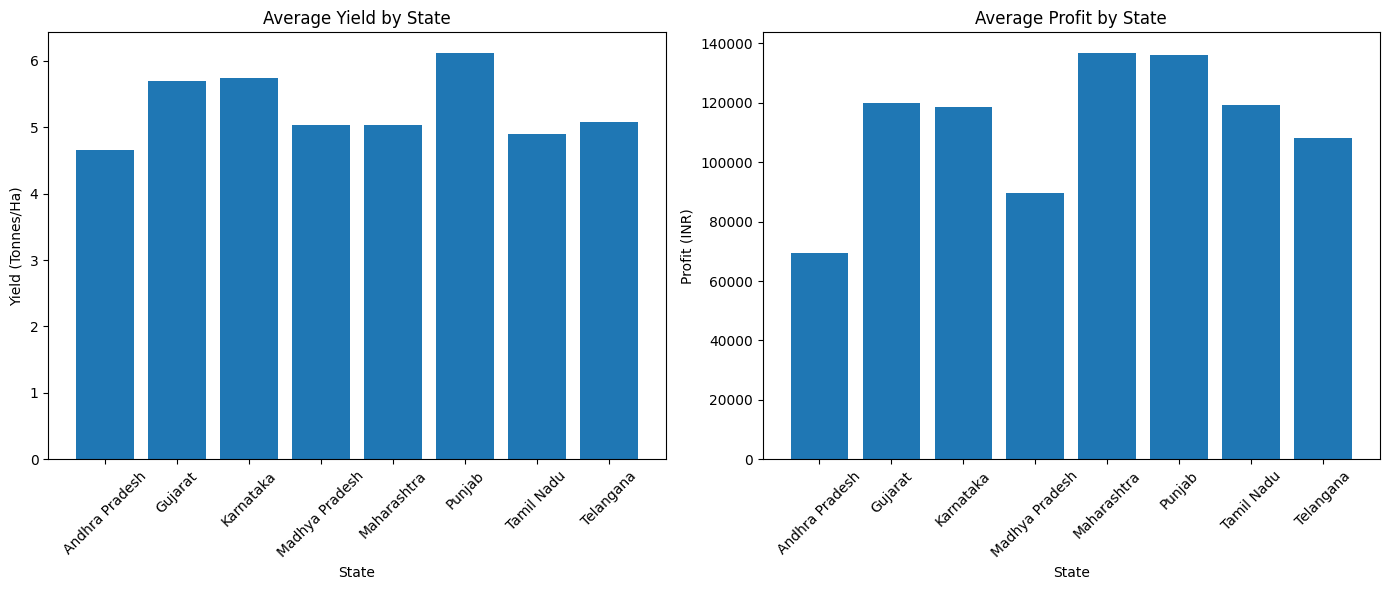 Average Yield by State
Yield (Tonnes/Ha)
6
5
4
3
2
1
0
Andhra Pradesh
Gujarat
Karnataka
Madhya Pradesh
Maharashtra
Punjab
Tamil Nadu
Telangana
State
Average Profit by State
Profit (INR)
140000
120000
100000
80000
60000
40000
20000
0
Andhra Pradesh
Gujarat
Karnataka
Madhya Pradesh
Maharashtra
Punjab
Tamil Nadu
Telangana
State